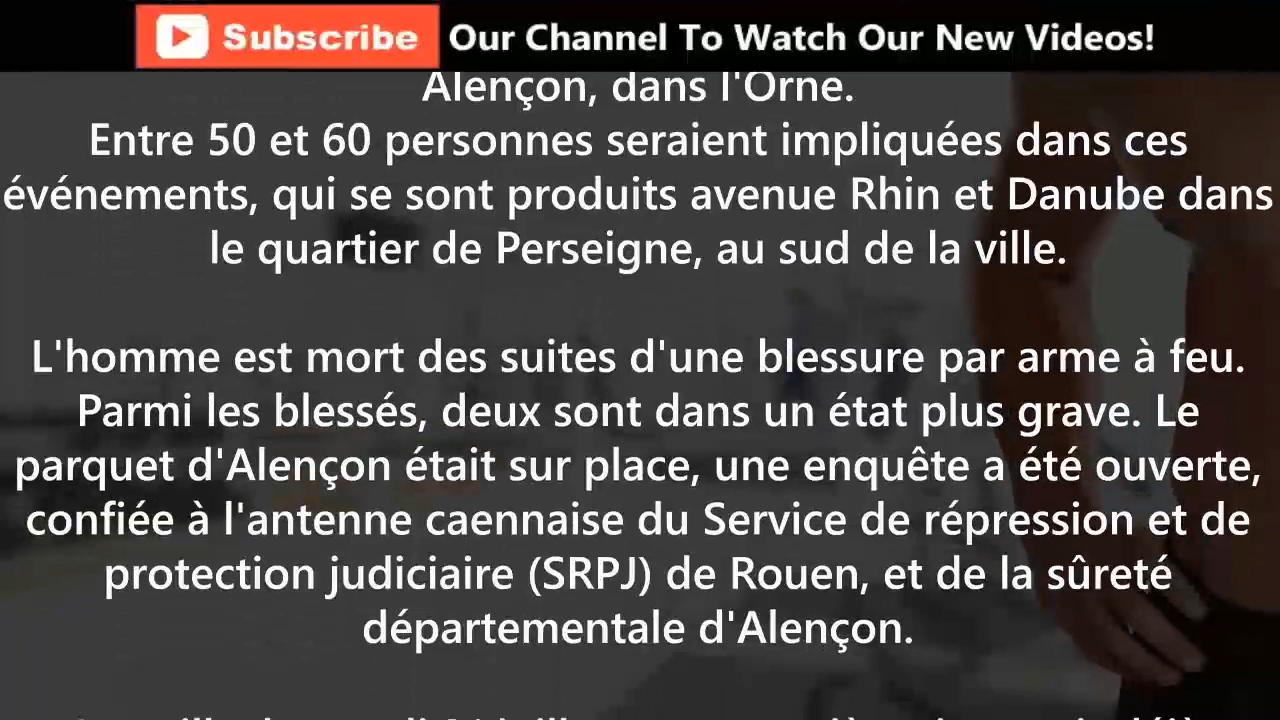 Subscribe Our Channel To Watch Our New Videos!
Alençon, dans l'Orne.
Entre 50 et 60 personnes seraient impliquées dans ces
événements, qui se sont produits avenue Rhin et Danube dans
le quartier de Perseigne, au sud de la ville.
L'homme est mort des suites d'une blessure par arme à feu.
Parmi les blessés, deux sont dans un état plus grave. Le
parquet d'Alençon était sur place, une enquête a été ouverte,
confiée à l'antenne caennaise du Service de répression et de
protection judiciaire (SRPJ) de Rouen, et de la sûreté
départementale d'Alençon.